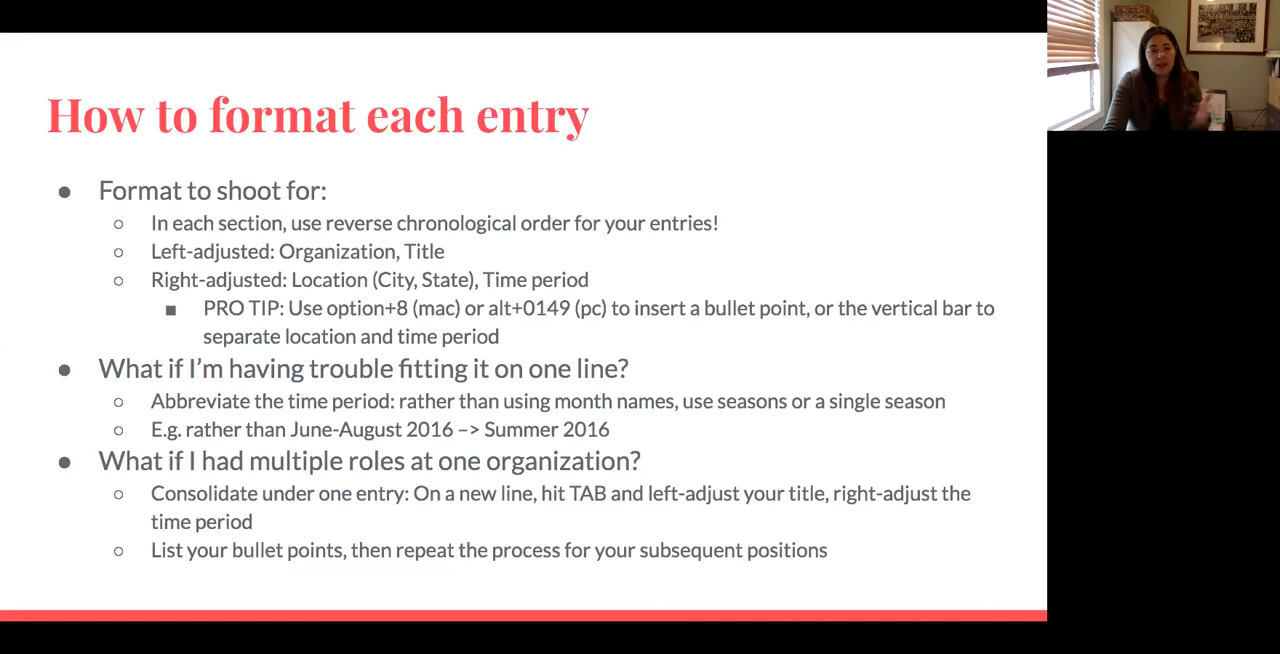 How to format each entry
● Format to shoot for:
○ In each section, use reverse chronological order for your entries!
○ Left-adjusted: Organization, Title
○ Right-adjusted: Location (City, State), Time period
■ PRO TIP: Use option+8 (mac) or alt+0149 (pc) to insert a bullet point, or the vertical bar to
separate location and time period
● What if I’m having trouble fitting it on one line?
○ Abbreviate the time period: rather than using month names, use seasons or a single season
○ E.g. rather than June-August 2016 –> Summer 2016
● What if I had multiple roles at one organization?
○ Consolidate under one entry: On a new line, hit TAB and left-adjust your title, right-adjust the
time period
○ List your bullet points, then repeat the process for your subsequent positions